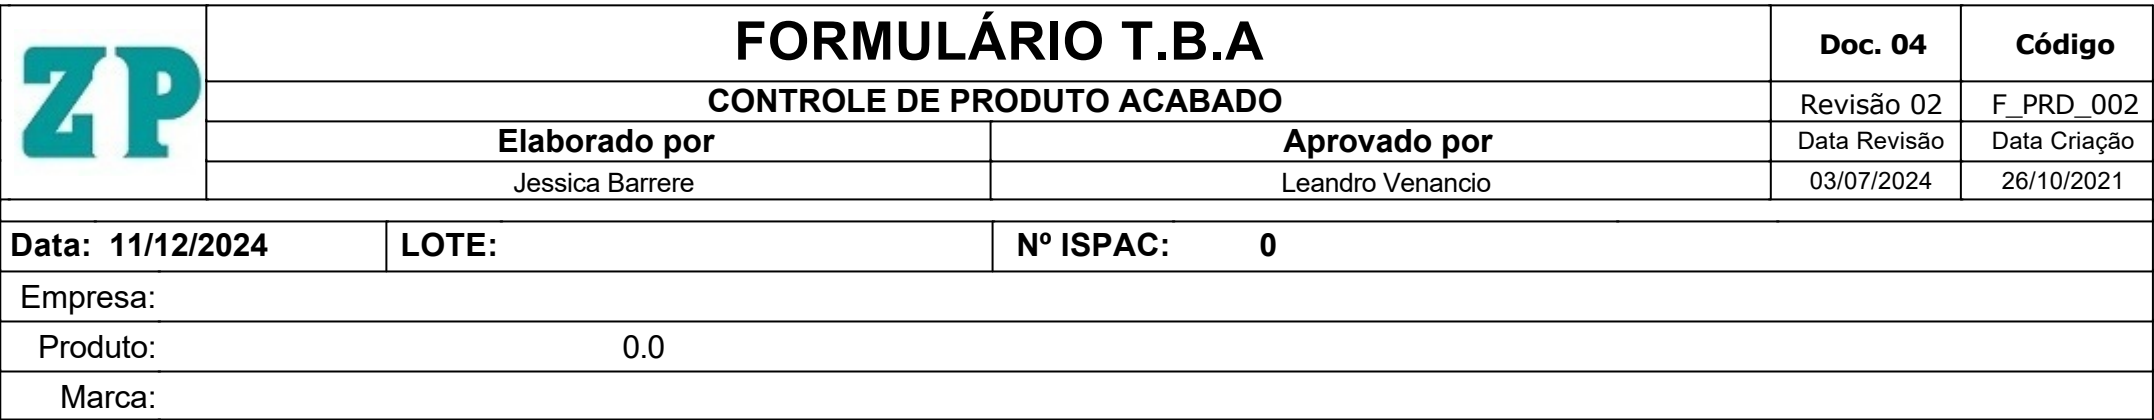 ZP
FORMULÁRIO T.B.A
Doc. 04
Código
CONTROLE DE PRODUTO ACABADO
Revisão 02
F_PRD_002
Elaborado por
Aprovado por
Data Revisão
Data Criação
Jessica Barrere
Leandro Venancio
03/07/2024
26/10/2021
Data: 11/12/2024
LOTE:
Nº ISPAC: 0
Empresa:
Produto: 0.0
Marca: